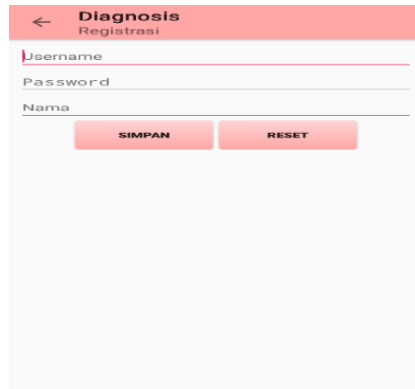 Diagnosis
Registrasi
Username
Password
Nama
SIMPAN RESET